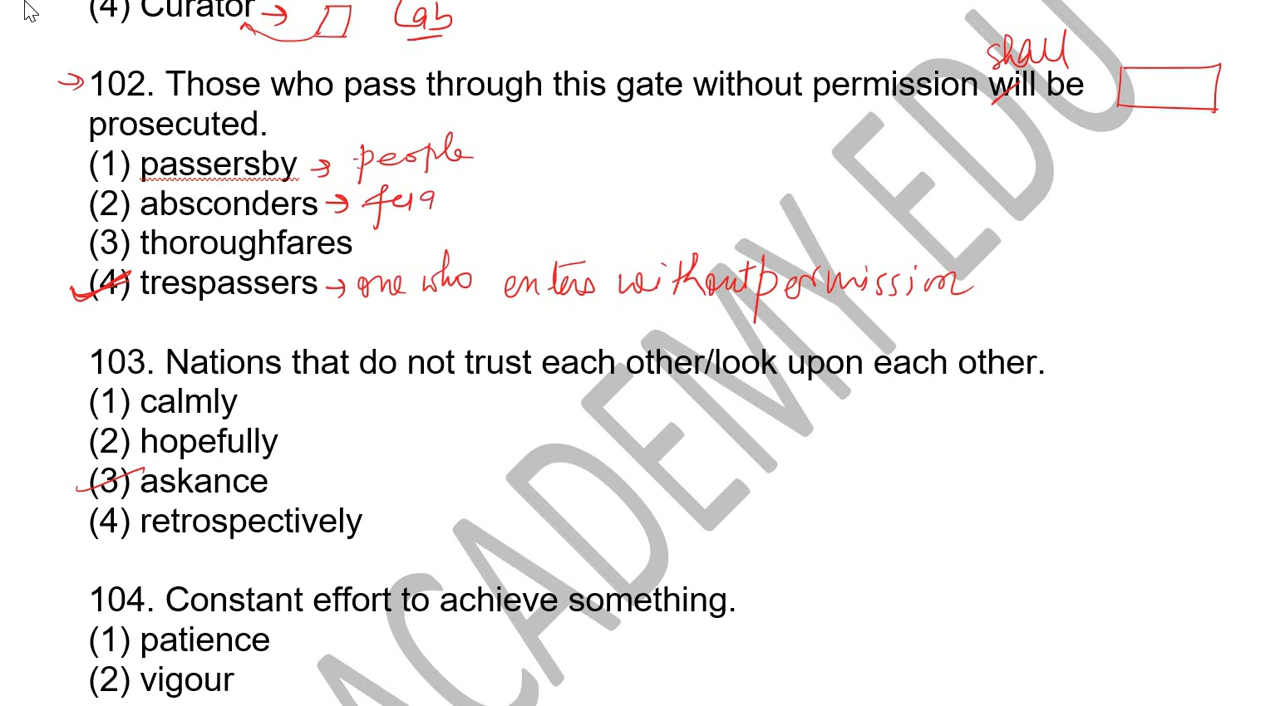 (4) Curator → Lab
shall
→ 102. Those who pass through this gate without permission will be
prosecuted.
(1) passersby → people
(2) absconders →
(3) thoroughfares
(4) trespassers → one who enters without permission
103. Nations that do not trust each other/look upon each other.
(1) calmly
(2) hopefully
(3) askance
(4) retrospectively
104. Constant effort to achieve something.
(1) patience
(2) vigour
ACADEMY EDU